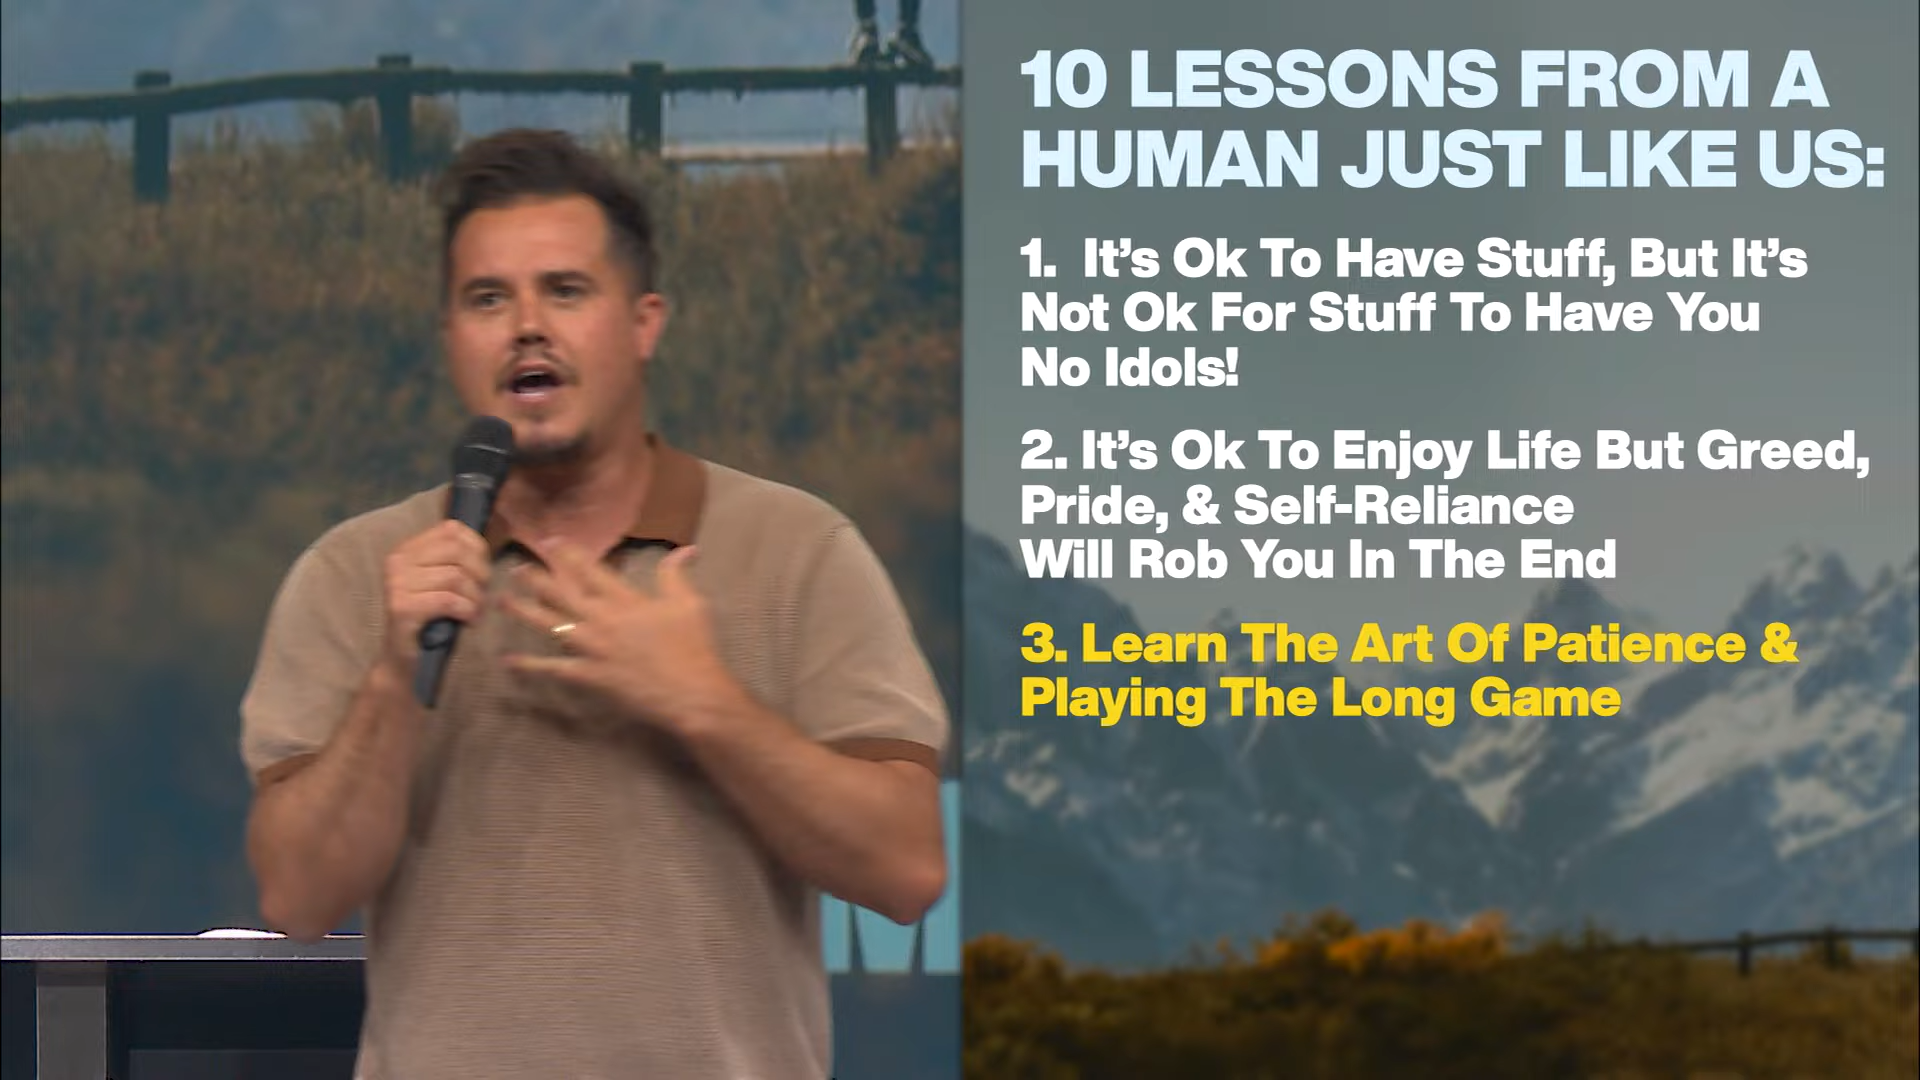 10 LESSONS FROM A
HUMAN JUST LIKE US:
1. It's Ok To Have Stuff, But It's
Not Ok For Stuff To Have You
No Idols!
2. It's Ok To Enjoy Life But Greed,
Pride, & Self-Reliance
Will Rob You In The End
3. Learn The Art Of Patience &
Playing The Long Game